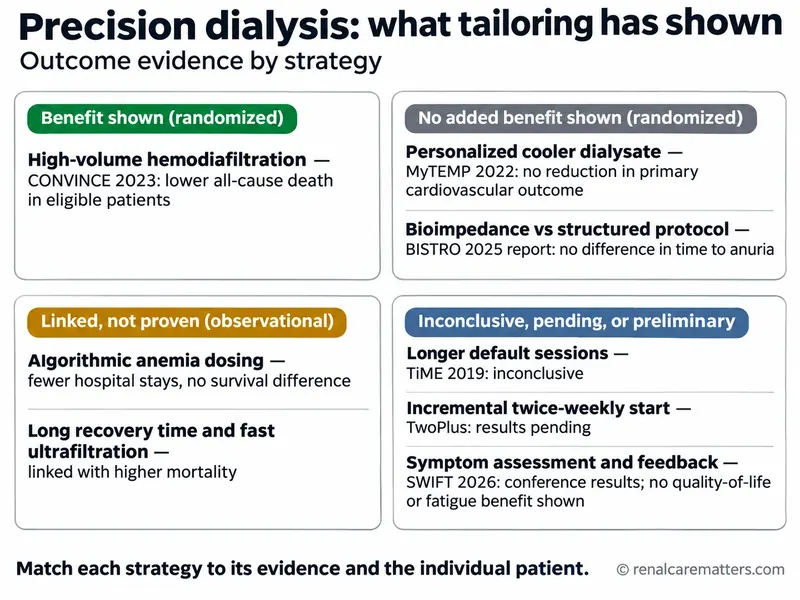 Precision dialysis: what tailoring has shown
Outcome evidence by strategy
Benefit shown (randomized)
High-volume hemodiafiltration —
CONVINCE 2023: lower all-cause death
in eligible patients
No added benefit shown (randomized)
Personalized cooler dialysate —
MyTEMP 2022: no reduction in primary
cardiovascular outcome
Bioimpedance vs structured protocol —
BISTRO 2025 report: no difference in time to anuria
Linked, not proven (observational)
Algorithmic anemia dosing —
fewer hospital stays, no survival difference
Long recovery time and fast
ultrafiltration —
linked with higher mortality
Inconclusive, pending, or preliminary
Longer default sessions —
TiME 2019: inconclusive
Incremental twice-weekly start —
TwoPlus: results pending
Symptom assessment and feedback —
SWIFT 2026: conference results; no quality-of-life
or fatigue benefit shown
Match each strategy to its evidence and the individual patient.
© renalcarematters.com